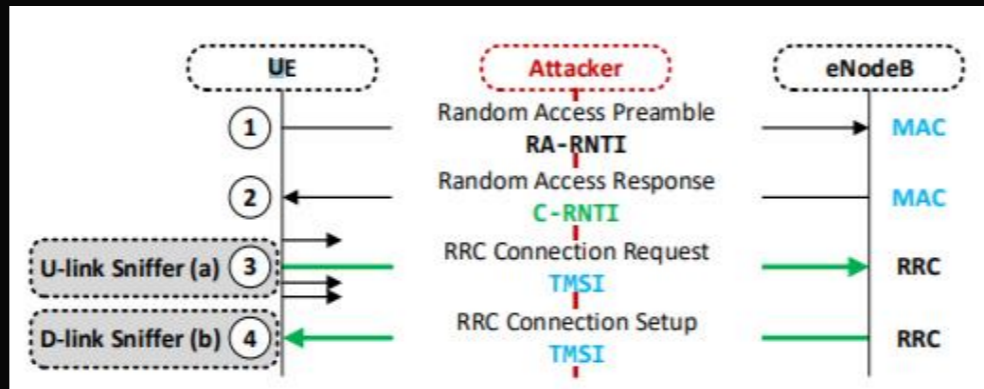 UE Attacker eNodeB
Random Access Preamble
1 RA-RNTI MAC
Random Access Response
2 C-RNTI MAC
RRC Connection Request
U-link Sniffer (a) 3 TMSI RRC
RRC Connection Setup
D-link Sniffer (b) 4 TMSI RRC